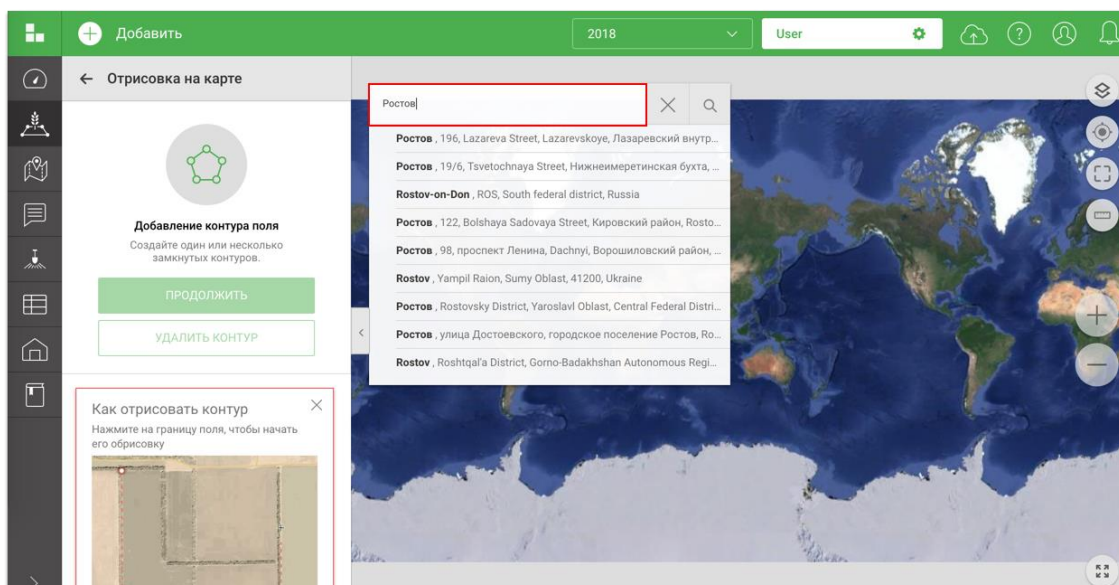 Добавить
2018
User
Отрисовка на карте
Добавление контура поля
Создайте один или несколько
замкнутых контуров.
ПРОДОЛЖИТЬ
УДАЛИТЬ КОНТУР
Как отрисовать контур
Нажмите на границу поля, чтобы начать
его обрисовку
Ростов
Ростов , 196, Lazareva Street, Lazarevskoye, Лазаревский внутр...
Ростов , 19/6, Tsvetochnaya Street, Нижнеимеретинская бухта, ...
Rostov-on-Don , ROS, South federal district, Russia
Ростов , 122, Bolshaya Sadovaya Street, Кировский район, Rosto...
Ростов , 98, проспект Ленина, Dachnyi, Ворошиловский район, ...
Rostov , Yampil Raion, Sumy Oblast, 41200, Ukraine
Ростов , Rostovsky District, Yaroslavl Oblast, Central Federal Distri...
Ростов , улица Достоевского, городское поселение Ростов, Ro...
Rostov , Roshtqal'a District, Gorno-Badakhshan Autonomous Regi...